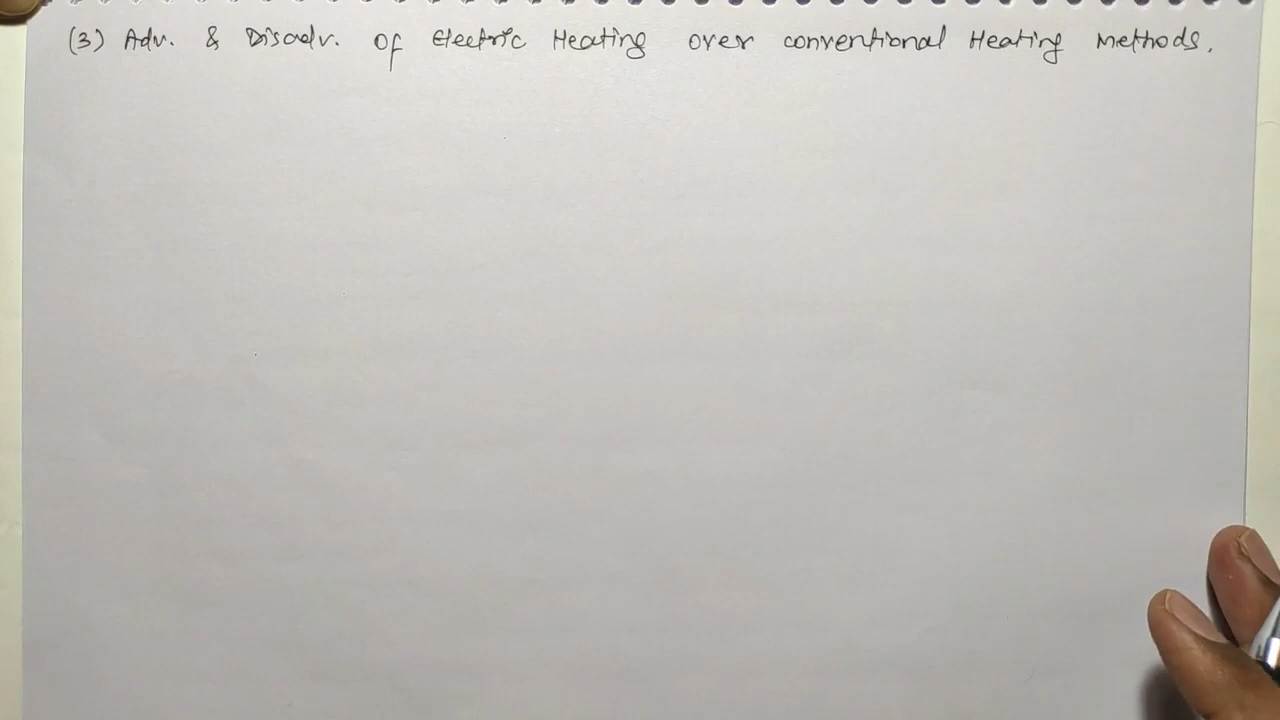 (3) Adv. & Disadv. of Electric Heating over conventional Heating Methods.